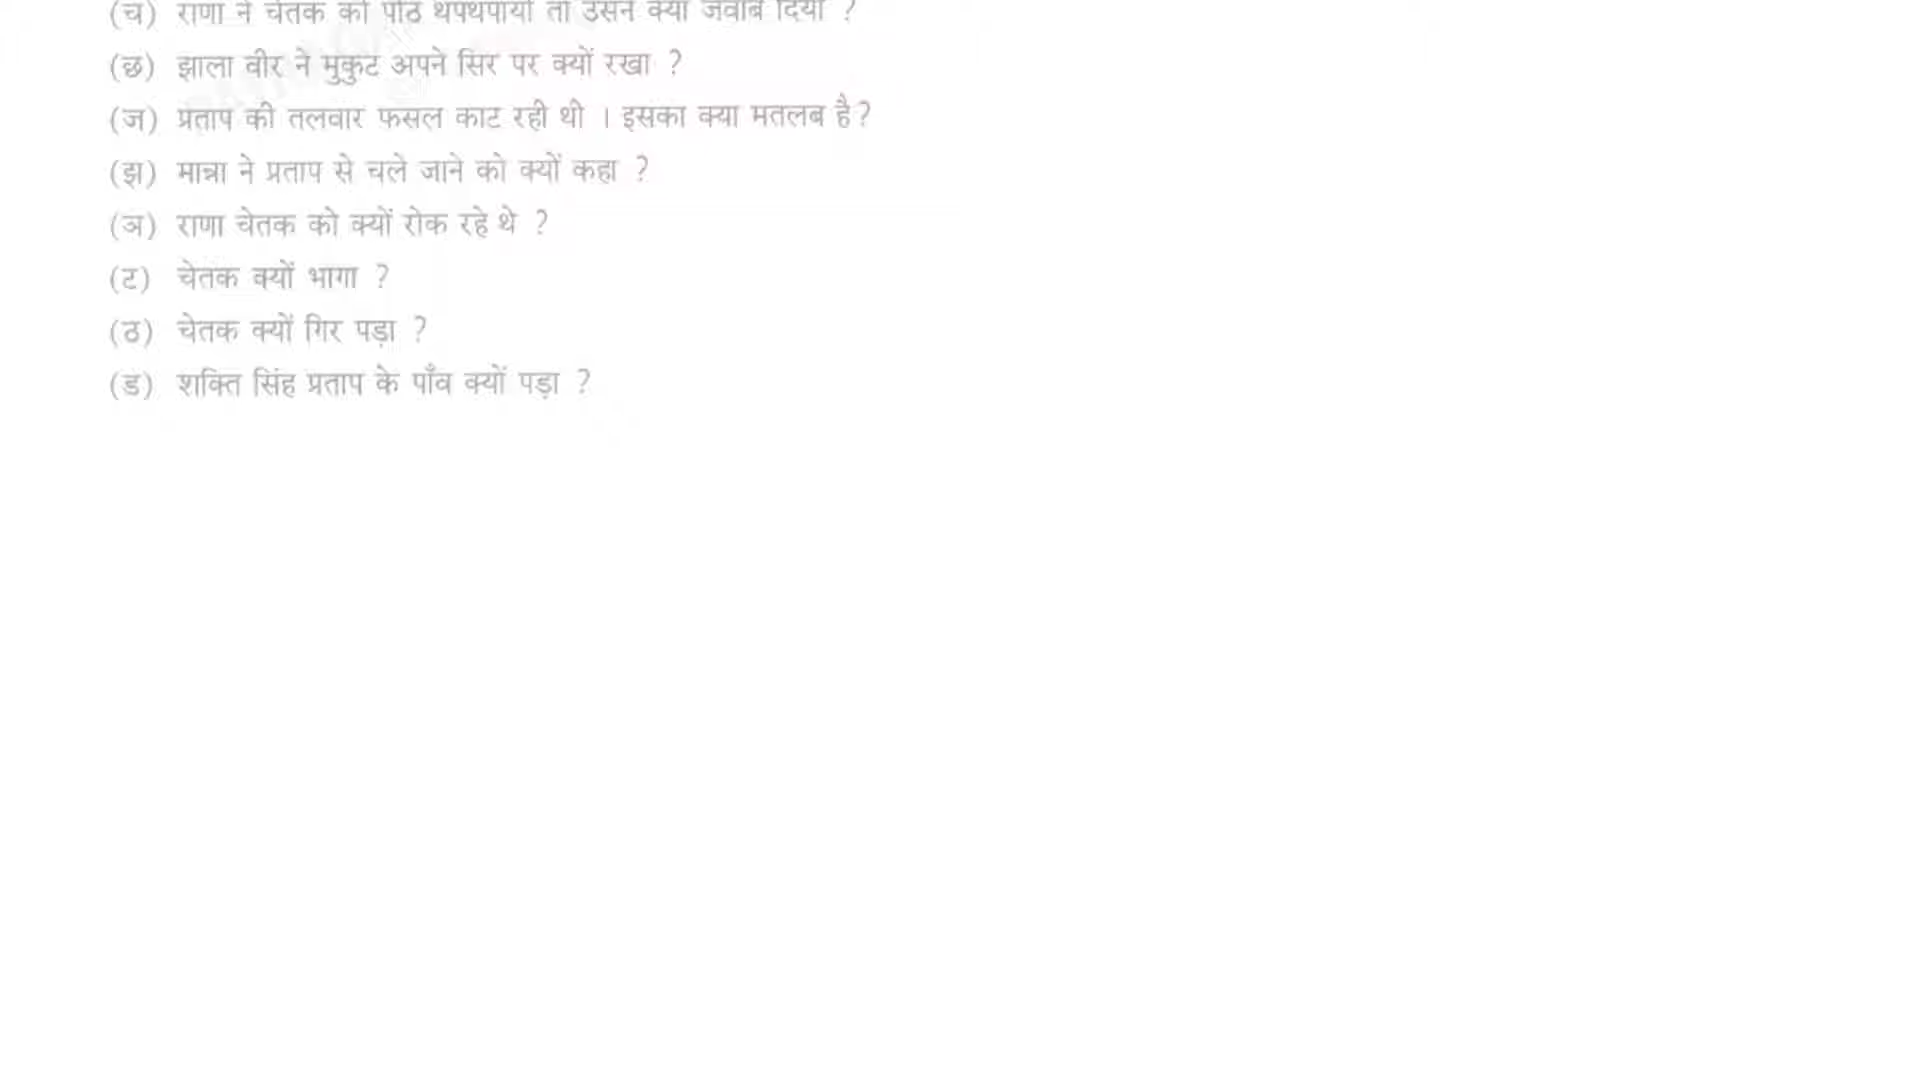 (च) राणा ने चेतक की पीठ थपथपायी तो उसने क्या जवाब दिया ?
(छ) झाला वीर ने मुकुट अपने सिर पर क्यों रखा ?
(ज) प्रताप की तलवार फसल काट रही थी । इसका क्या मतलब है?
(झ) मान्ना ने प्रताप से चले जाने को क्यों कहा ?
(ञ) राणा चेतक को क्यों रोक रहे थे ?
(ट) चेतक क्यों भागा ?
(ठ) चेतक क्यों गिर पड़ा ?
(ड) शक्ति सिंह प्रताप के पाँव क्यों पड़ा ?